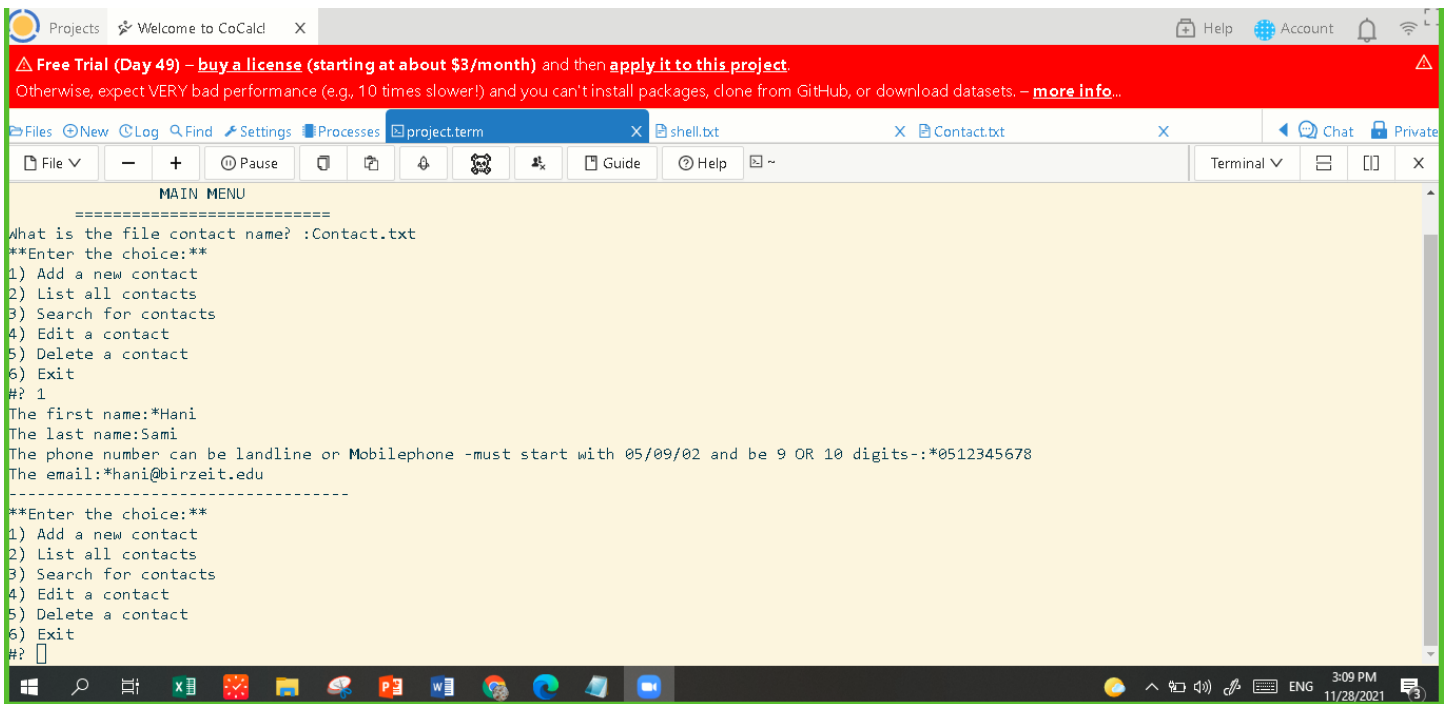 Projects Welcome to CoCalc! X Help Account
Free Trial (Day 49) – buy a license (starting at about $3/month) and then apply it to this project.
Otherwise, expect VERY bad performance (e.g., 10 times slower!) and you can't install packages, clone from GitHub, or download datasets. – more info...
Files New Log Find Settings Processes project.term X shell.txt X Contact.txt X Chat Private
File − + Pause Guide Help ~ Terminal X
MAIN MENU
===========================
What is the file contact name? :Contact.txt
**Enter the choice:**
1) Add a new contact
2) List all contacts
3) Search for contacts
4) Edit a contact
5) Delete a contact
6) Exit
#? 1
The first name:*Hani
The last name:Sami
The phone number can be landline or Mobilephone -must start with 05/09/02 and be 9 OR 10 digits-:*0512345678
The email:*hani@birzeit.edu
------------------------------------
**Enter the choice:**
1) Add a new contact
2) List all contacts
3) Search for contacts
4) Edit a contact
5) Delete a contact
6) Exit
#?
ENG 3:09 PM
11/28/2021 3